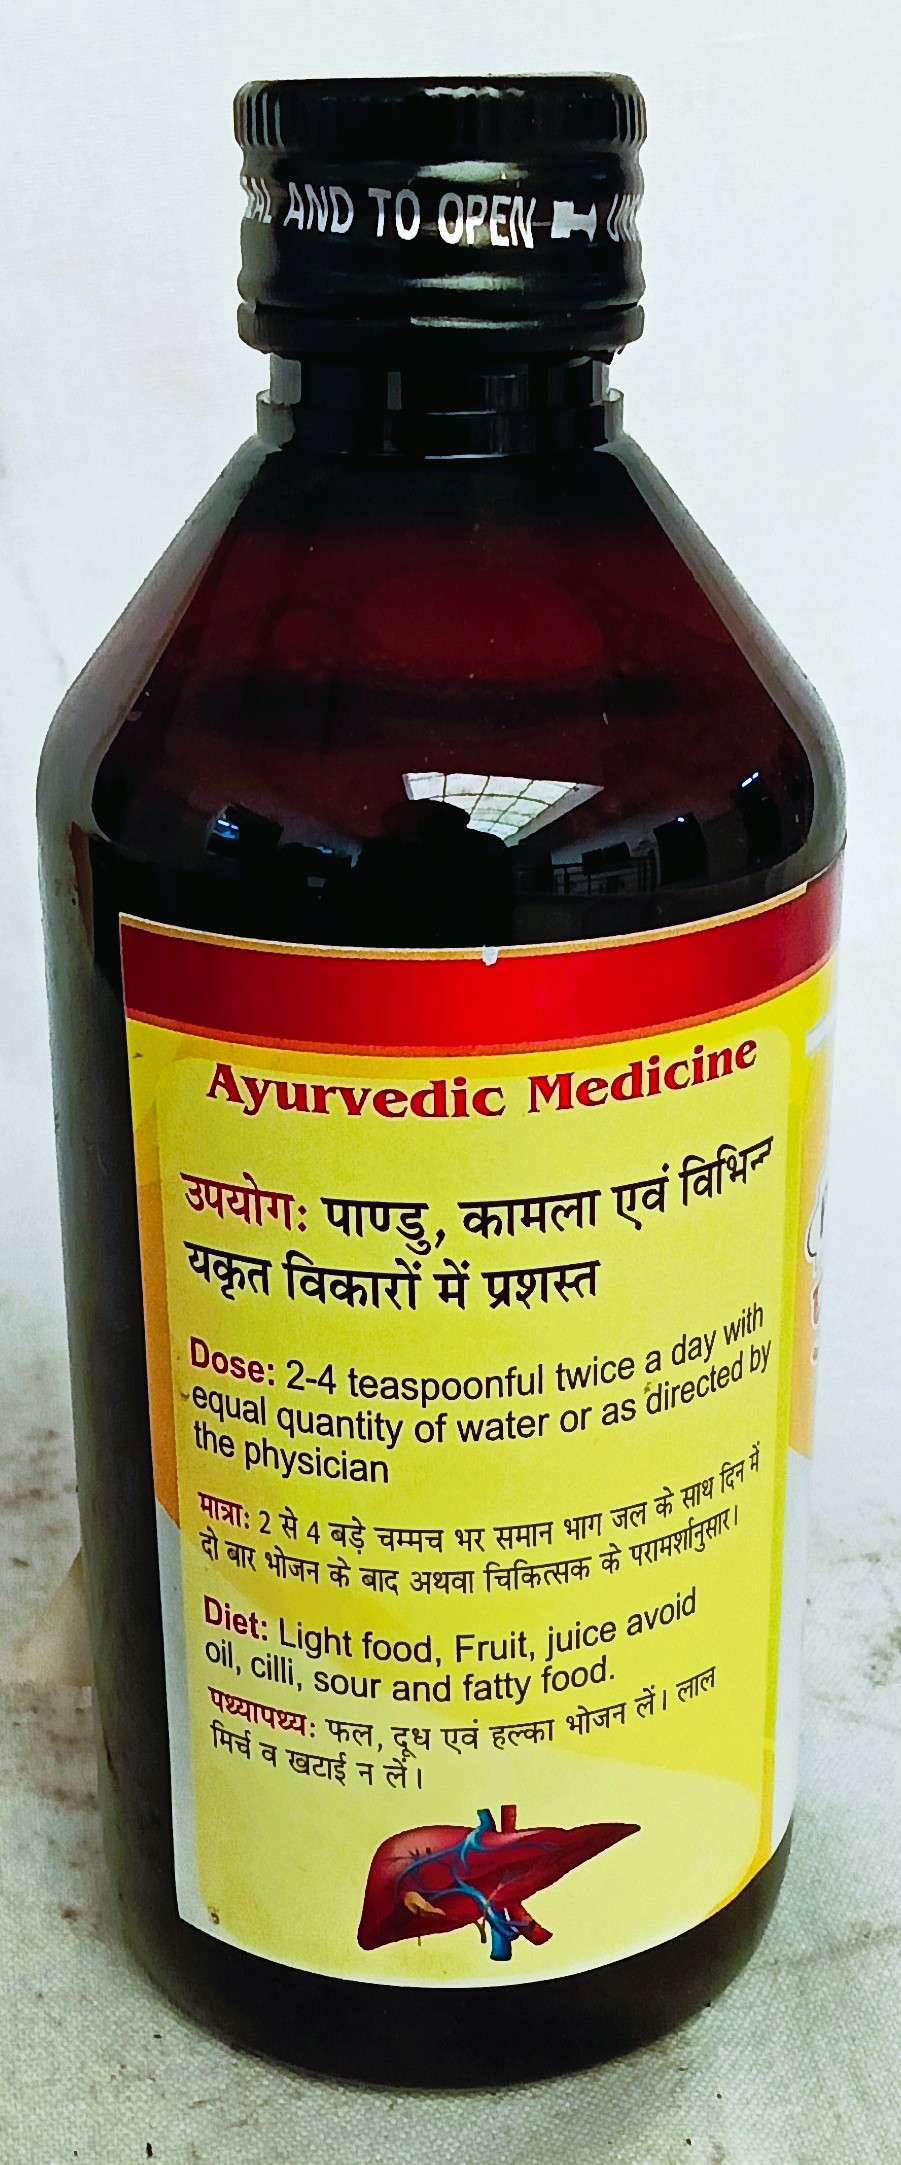 AND TO OPEN
Ayurvedic Medicine
उपयोगः पाण्डु, कामला एवं विभिन्न
यकृत विकारों में प्रशस्त
Dose: 2-4 teaspoonful twice a day with
equal quantity of water or as directed by
the physician
मात्राः 2 से 4 बड़े चम्मच भर समान भाग जल के साथ दिन में
दो बार भोजन के बाद अथवा चिकित्सक के परामर्शानुसार।
Diet: Light food, Fruit, juice avoid
oil, cilli, sour and fatty food.
पथ्यापथ्यः फल, दूध एवं हल्का भोजन लें। लाल
मिर्च व खटाई न लें।